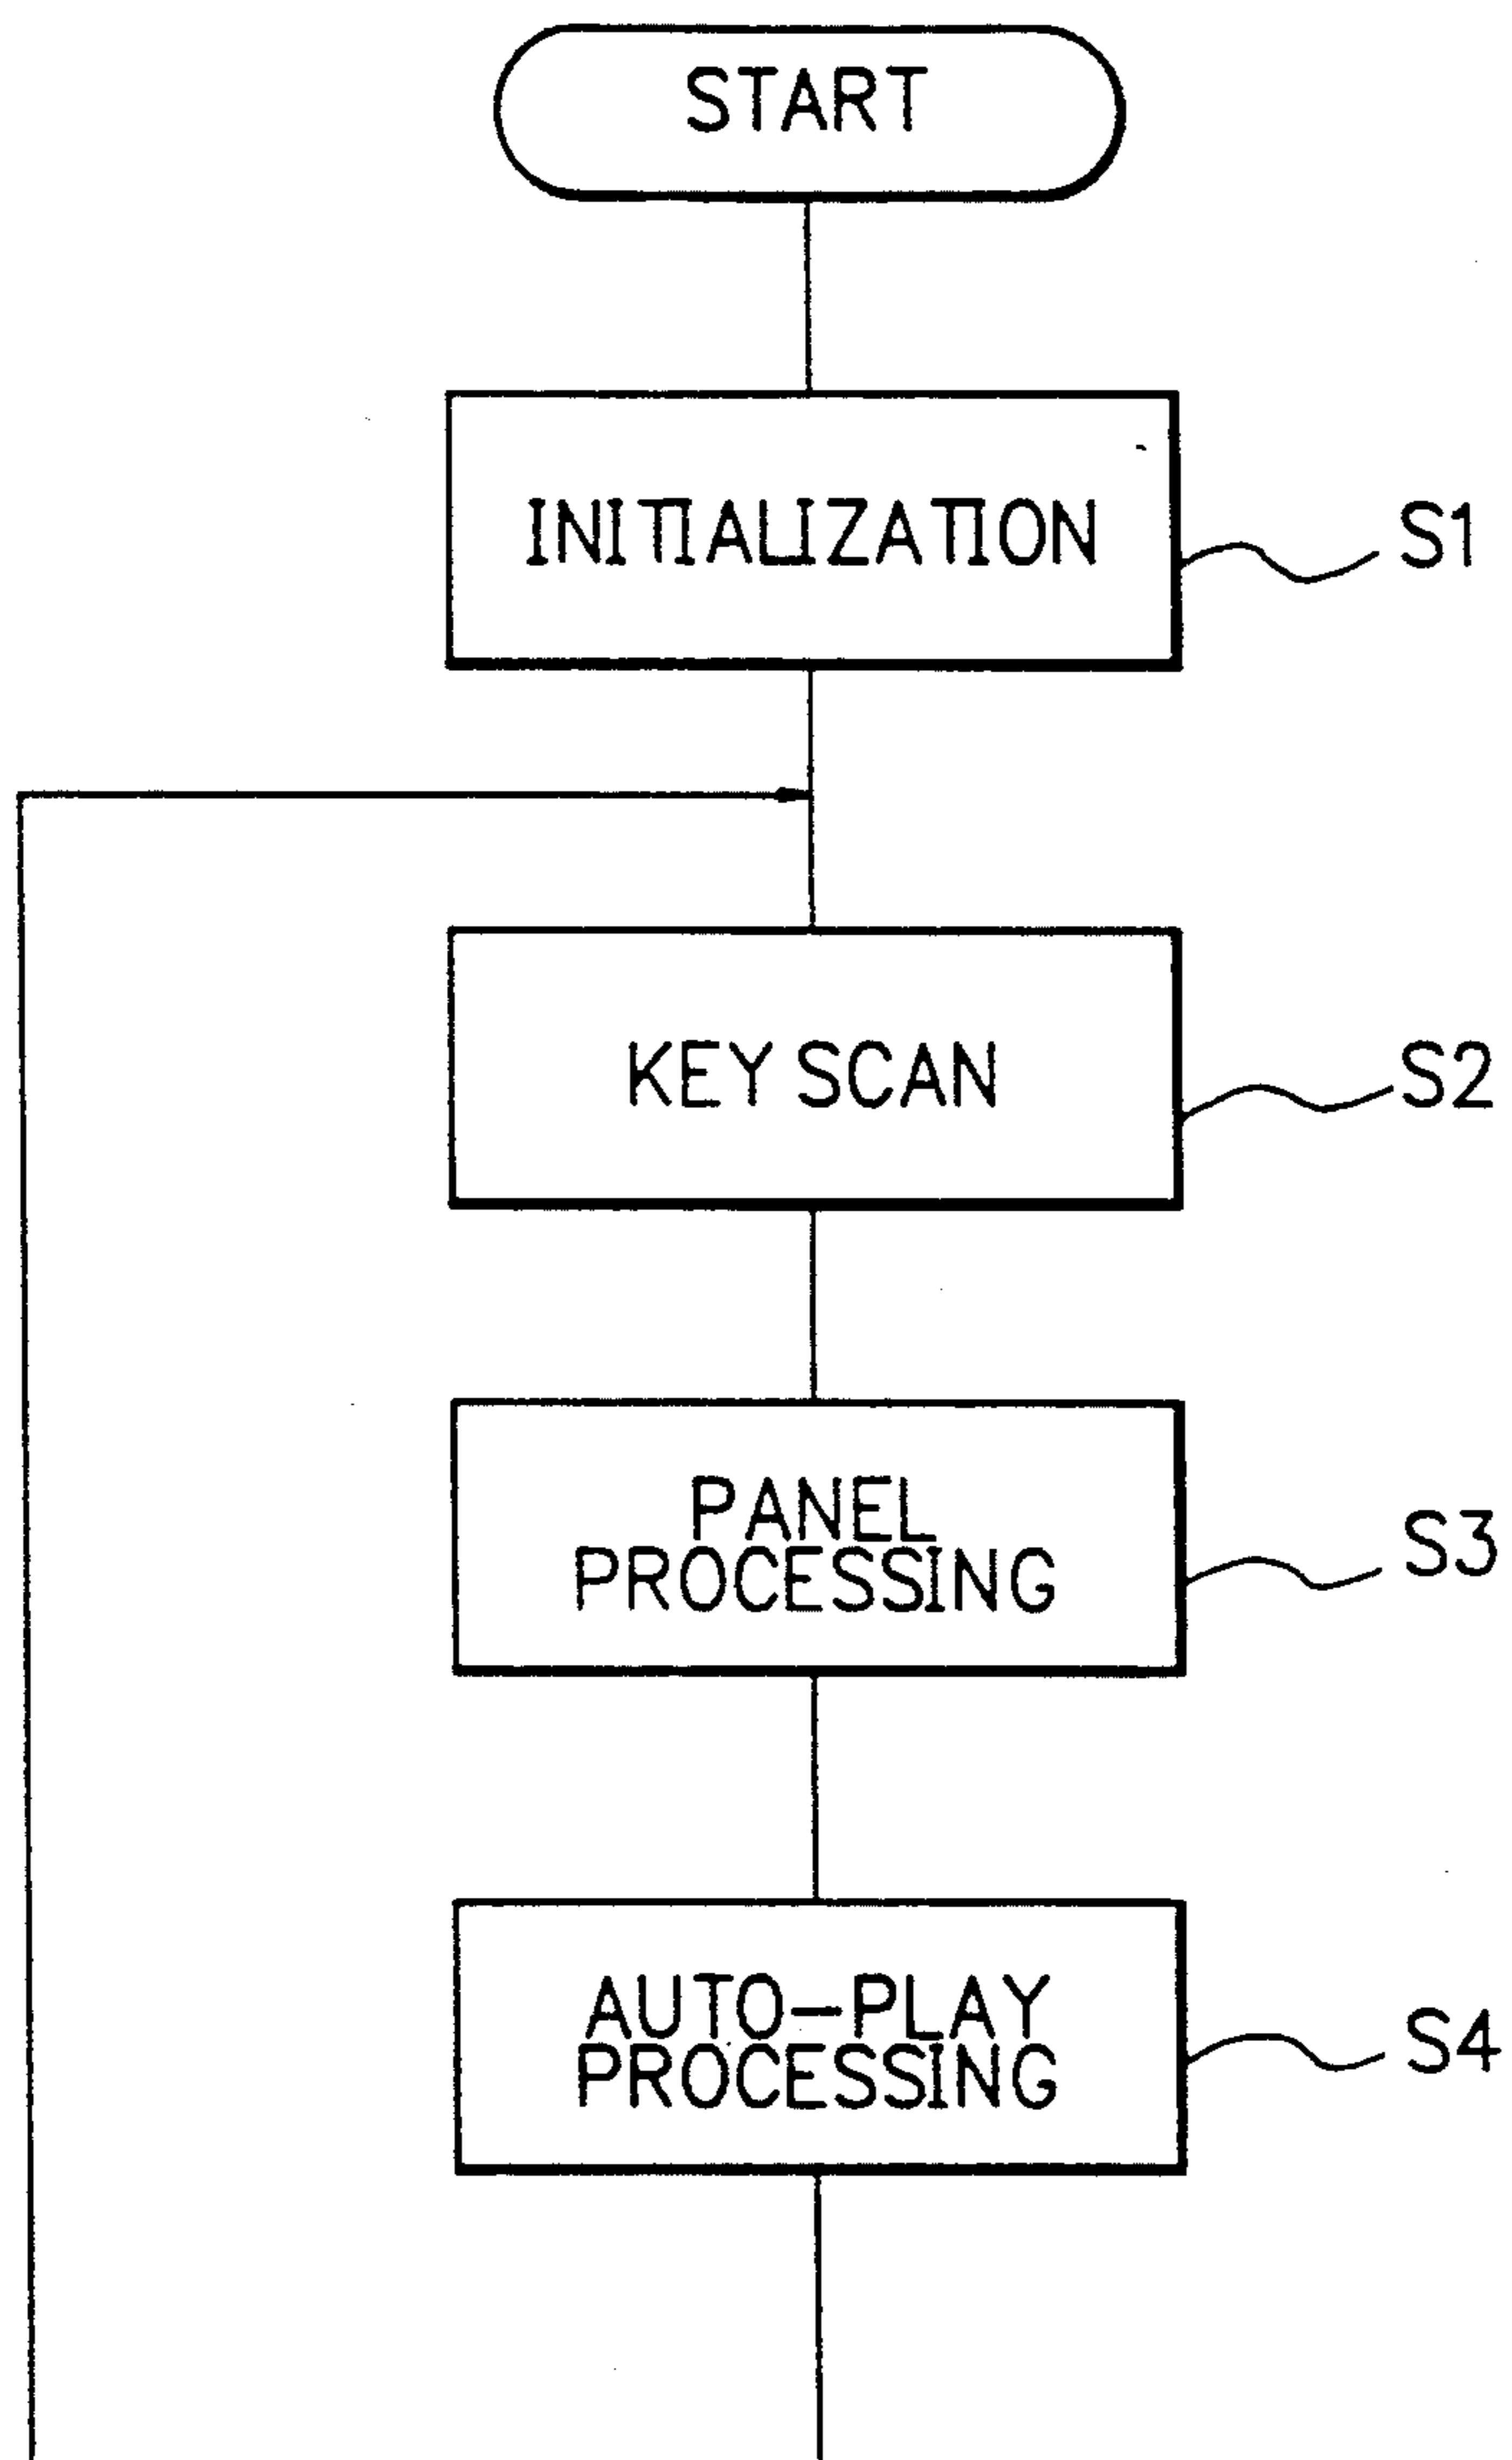 START
INITIALIZATION
S1
KEY SCAN
S2
PANEL
PROCESSING
S3
AUTO-PLAY
PROCESSING
S4